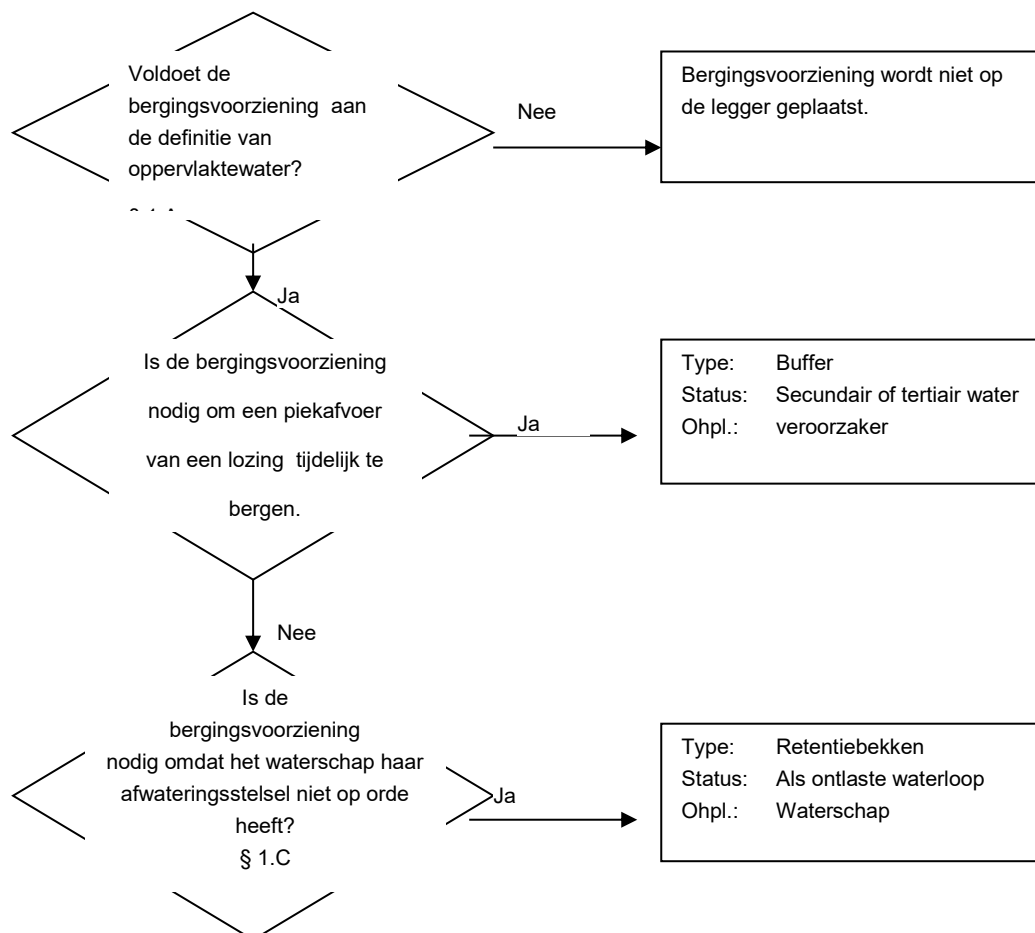 Voldoet de
bergingsvoorziening aan
de definitie van
oppervlaktewater?
Nee
Bergingsvoorziening wordt niet op
de legger geplaatst.
Ja
Is de bergingsvoorziening
nodig om een piekafvoer
van een lozing tijdelijk te
bergen.
Ja
Type: Buffer
Status: Secundair of tertiair water
Ohpl.: veroorzaker
Nee
Is de
bergingsvoorziening
nodig omdat het waterschap haar
afwateringsstelsel niet op orde
heeft?
§ 1.C
Ja
Type: Retentiebekken
Status: Als ontlaste waterloop
Ohpl.: Waterschap